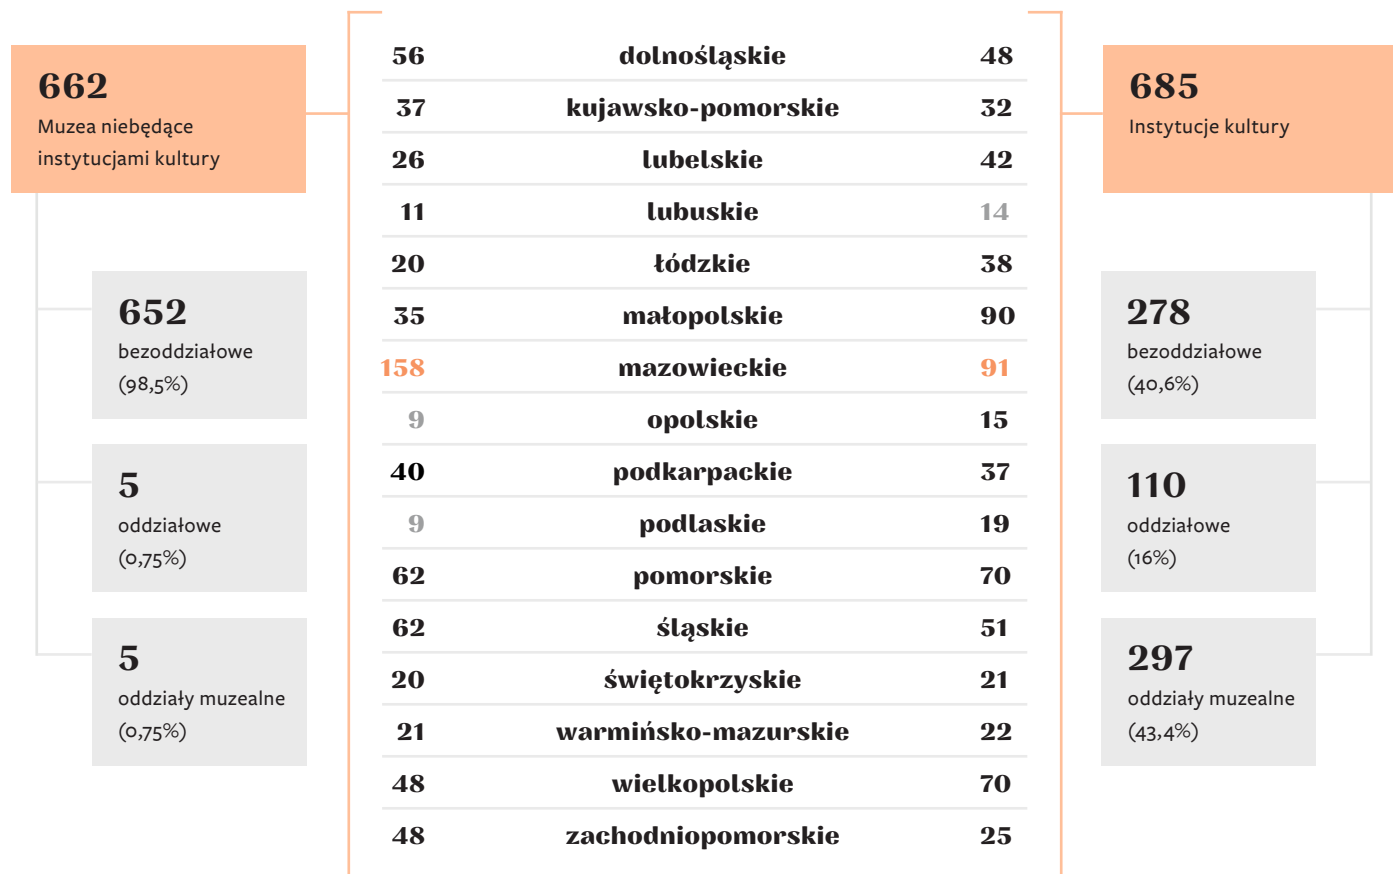 662
Muzea niebędące
instytucjami kultury
652
bezoddziałowe
(98,5%)
5
oddziałowe
(0,75%)
5
oddziały muzealne
(0,75%)
56 dolnośląskie 48
37 kujawsko-pomorskie 32
26 lubelskie 42
11 lubuskie 14
20 łódzkie 38
35 małopolskie 90
158 mazowieckie 91
9 opolskie 15
40 podkarpackie 37
9 podlaskie 19
62 pomorskie 70
62 śląskie 51
20 świętokrzyskie 21
21 warmińsko-mazurskie 22
48 wielkopolskie 70
48 zachodniopomorskie 25
685
Instytucje kultury
278
bezoddziałowe
(40,6%)
110
oddziałowe
(16%)
297
oddziały muzealne
(43,4%)